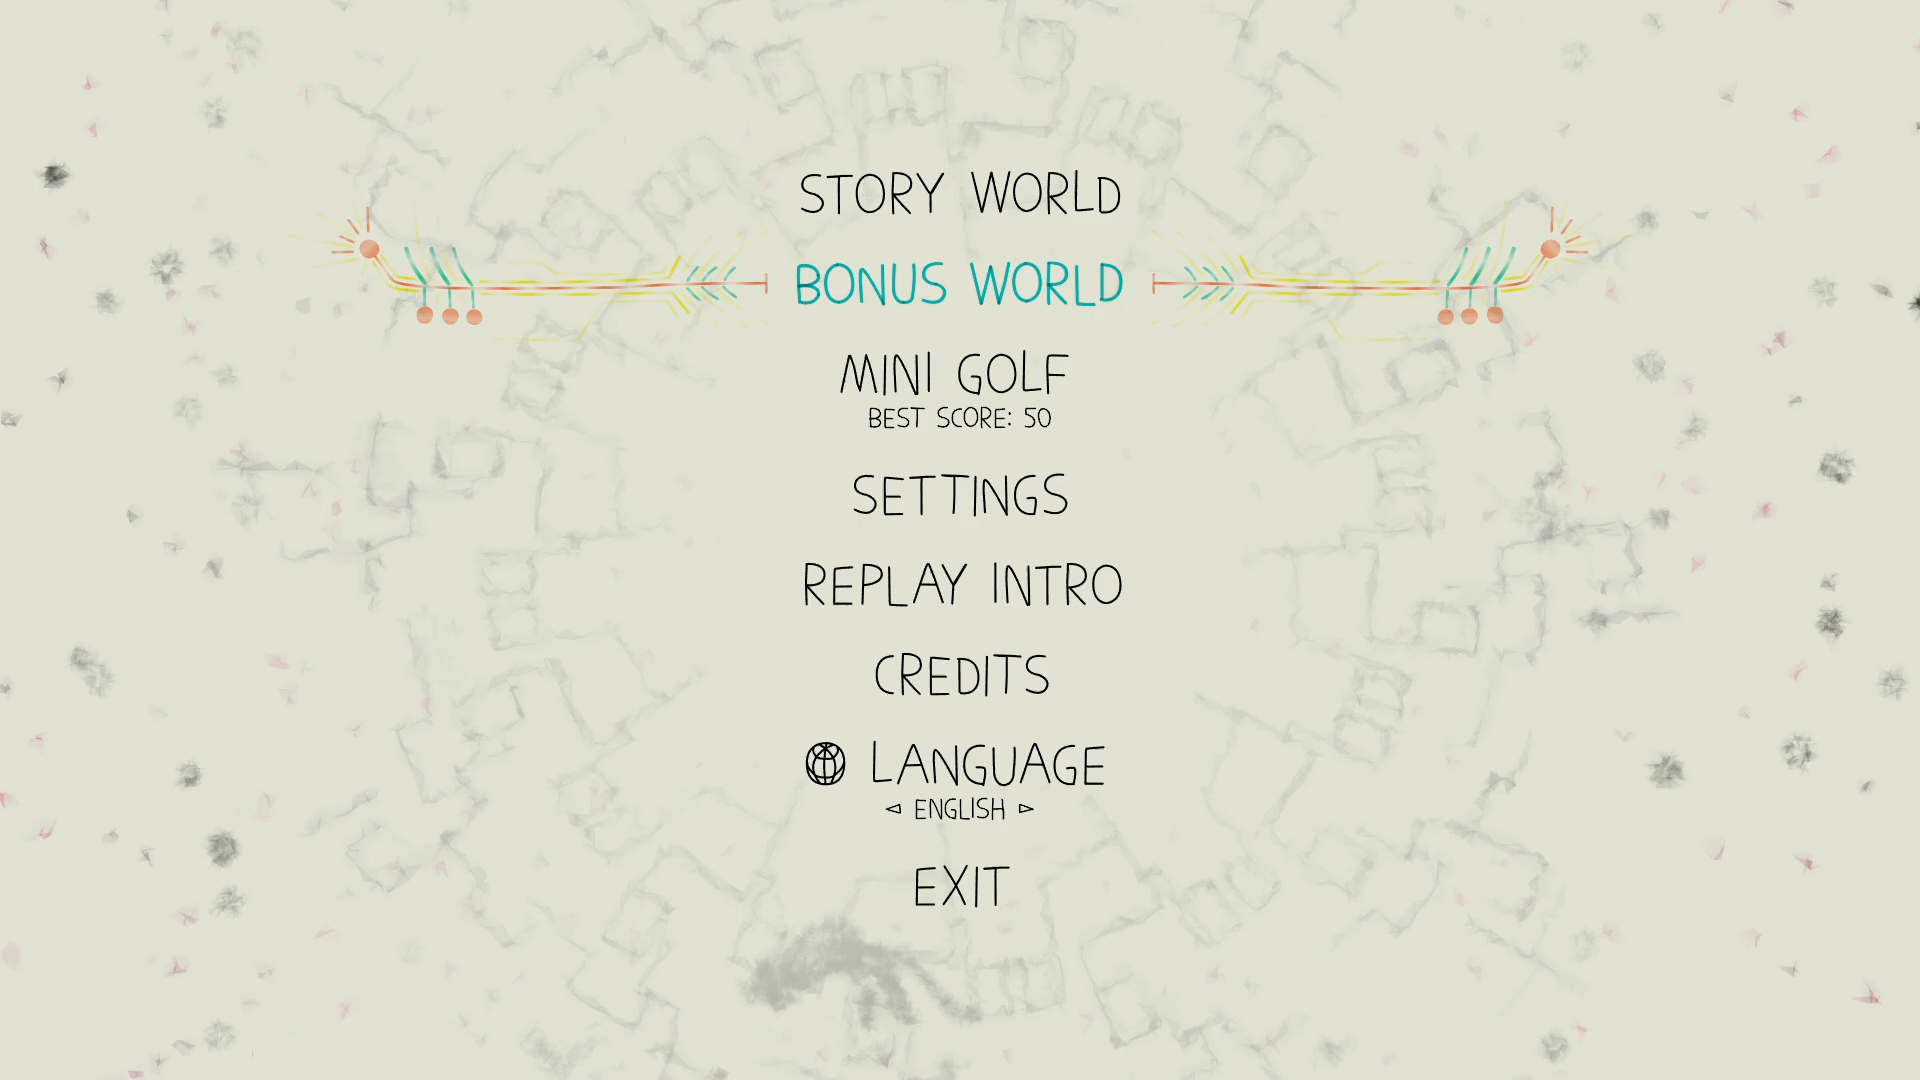 STORY WORLD
BONUS WORLD
MINI GOLF
BEST SCORE: 50
SETTINGS
REPLAY INTRO
CREDITS
LANGUAGE
ENGLISH
EXIT